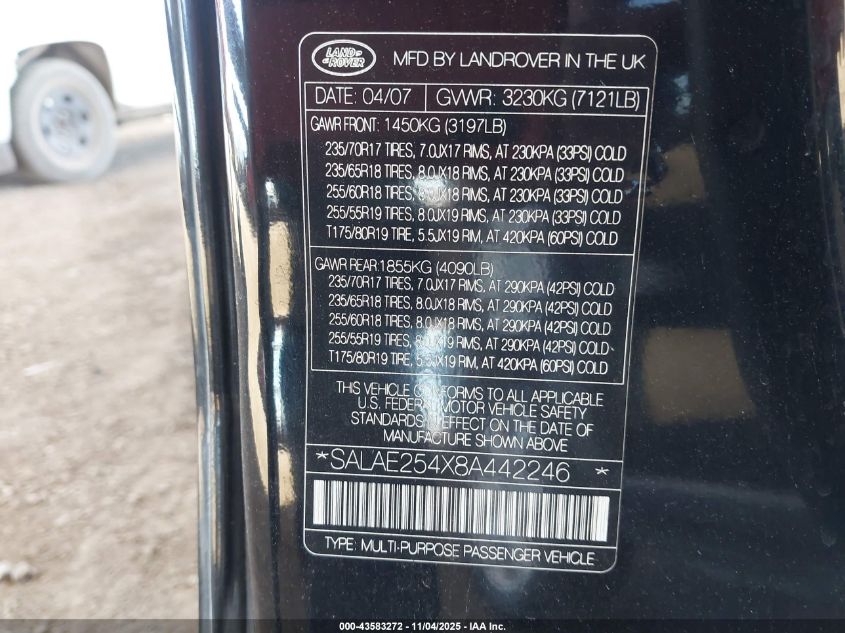 LAND-
ROVER
MFD BY LANDROVER IN THE UK
DATE: 04/07 GVWR: 3230KG (7121LB)
GAWR FRONT: 1450KG (3197LB)
235/70R17 TIRES, 7.0JX17 RIMS, AT 230KPA (33PSI) COLD
235/65R18 TIRES, 8.0JX18 RIMS, AT 230KPA (33PSI) COLD
255/60R18 TIRES, 8.0JX18 RIMS, AT 230KPA (33PSI) COLD
255/55R19 TIRES, 8.0JX19 RIMS, AT 230KPA (33PSI) COLD
T175/80R19 TIRE, 5.5JX19 RIM, AT 420KPA (60PSI) COLD
GAWR REAR:1855KG (4090LB)
235/70R17 TIRES, 7.0JX17 RIMS, AT 290KPA (42PSI) COLD
235/65R18 TIRES, 8.0JX18 RIMS, AT 290KPA (42PSI) COLD
255/60R18 TIRES, 8.0JX18 RIMS, AT 290KPA (42PSI) COLD
255/55R19 TIRES, 8.0JX19 RIMS, AT 290KPA (42PSI) COLD
T175/80R19 TIRE, 5.5JX19 RIM, AT 420KPA (60PSI) COLD
THIS VEHICLE CONFORMS TO ALL APPLICABLE
U.S. FEDERAL MOTOR VEHICLE SAFETY
STANDARDS IN EFFECT ON THE DATE OF
MANUFACTURE SHOWN ABOVE
*SALAE254X8A442246 *
TYPE: MULTI-PURPOSE PASSENGER VEHICLE
000-43583272 - 11/04/2025 - IAA Inc.